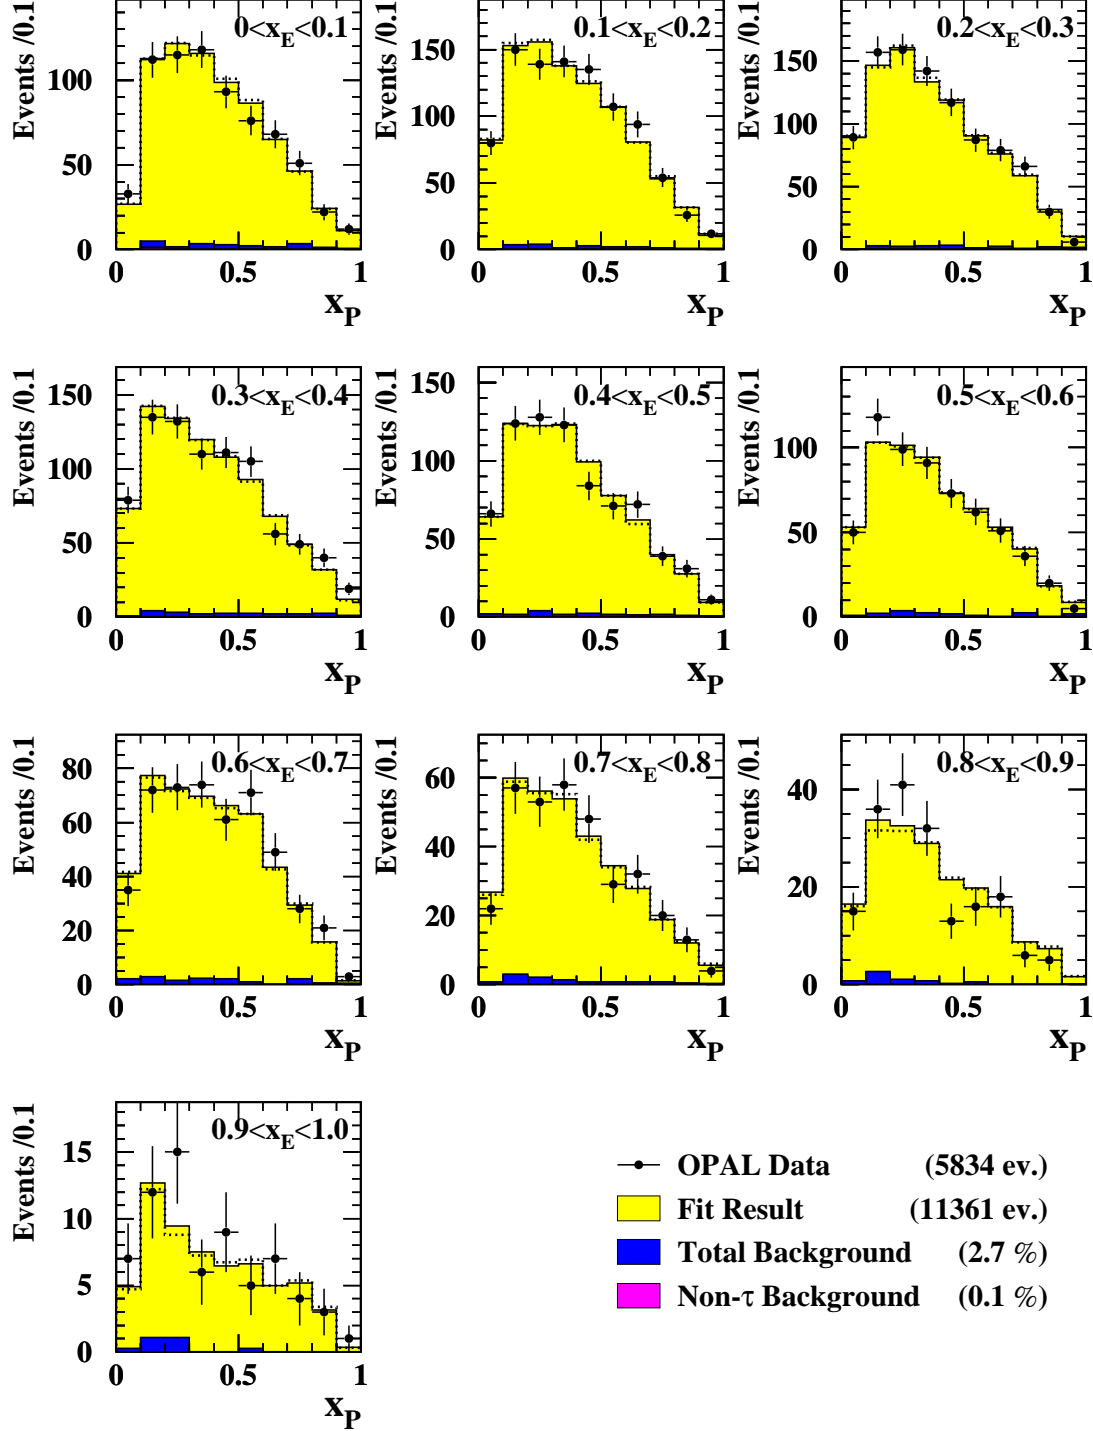 Events /0.1
0<x_E<0.1
100
50
0
0 0.5 1
x_P
Events /0.1
0.1<x_E<0.2
150
100
50
0
0 0.5 1
x_P
Events /0.1
0.2<x_E<0.3
150
100
50
0
0 0.5 1
x_P
Events /0.1
0.3<x_E<0.4
150
100
50
0
0 0.5 1
x_P
Events /0.1
0.4<x_E<0.5
150
100
50
0
0 0.5 1
x_P
Events /0.1
0.5<x_E<0.6
100
50
0
0 0.5 1
x_P
Events /0.1
0.6<x_E<0.7
80
60
40
20
0
0 0.5 1
x_P
Events /0.1
0.7<x_E<0.8
60
40
20
0
0 0.5 1
x_P
Events /0.1
0.8<x_E<0.9
40
20
0
0 0.5 1
x_P
Events /0.1
0.9<x_E<1.0
15
10
5
0
0 0.5 1
x_P
OPAL Data (5834 ev.)
Fit Result (11361 ev.)
Total Background (2.7 %)
Non-τ Background (0.1 %)